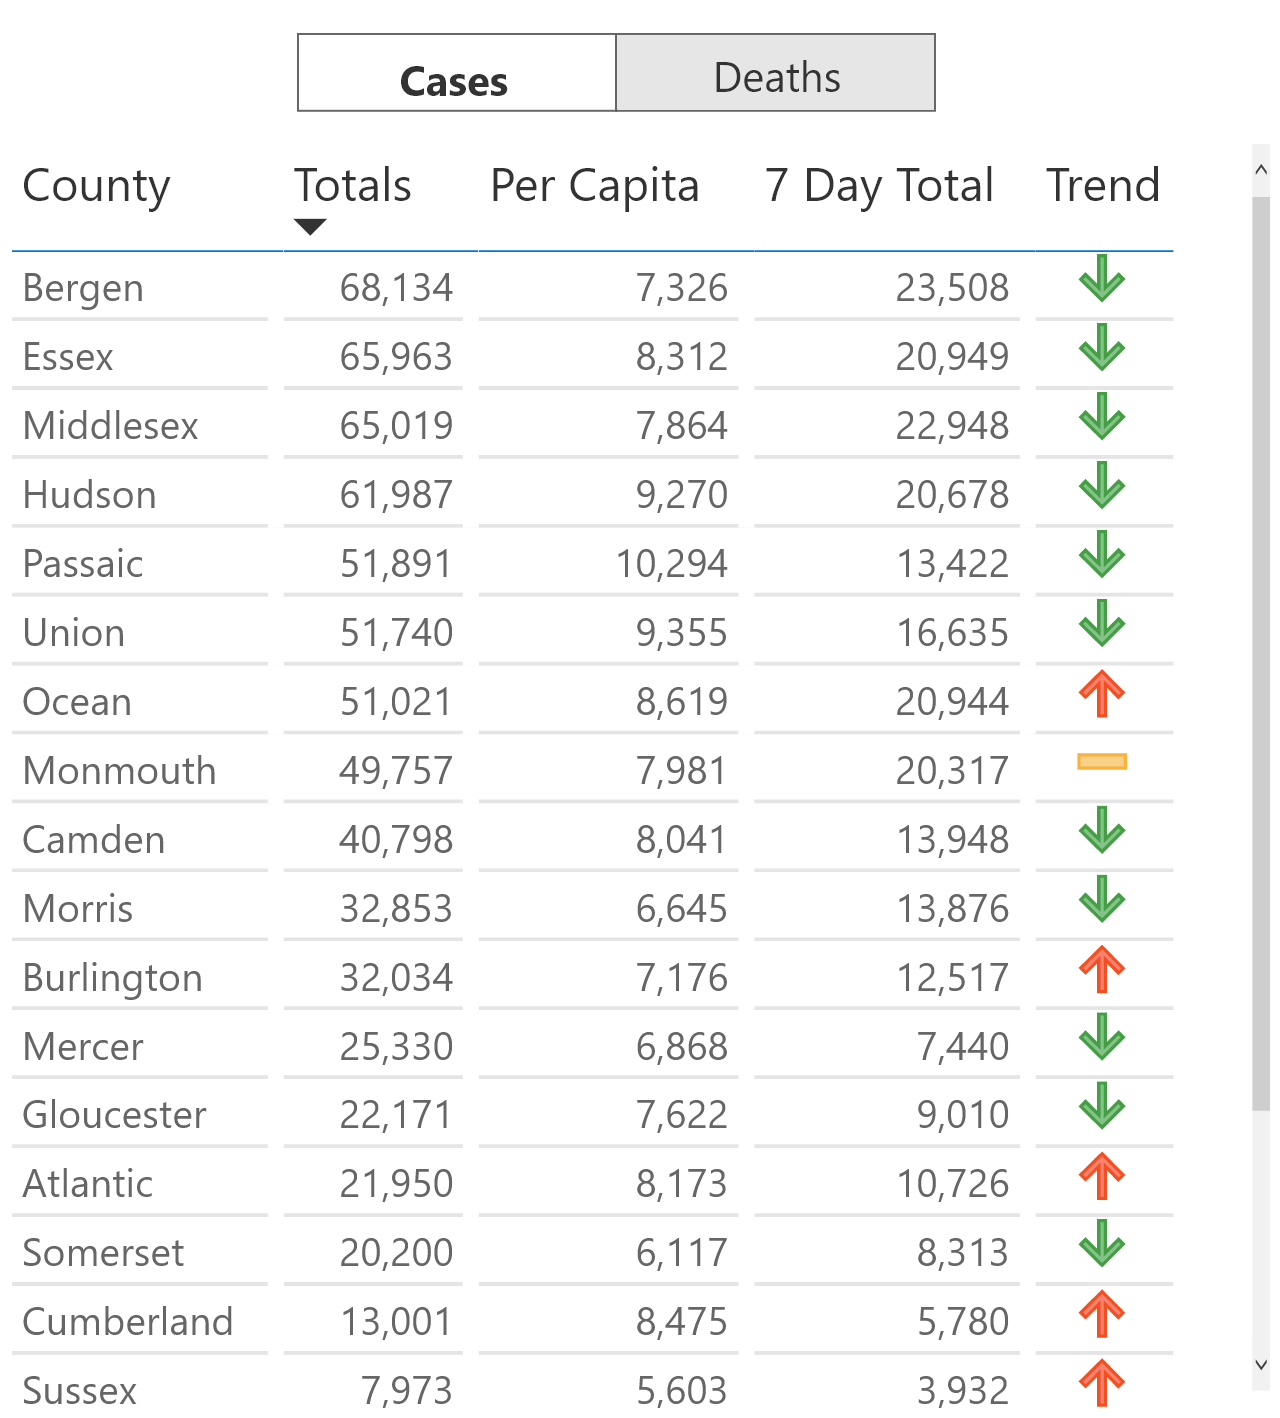 Cases Deaths
County Totals Per Capita 7 Day Total Trend
Bergen 68,134 7,326 23,508
Essex 65,963 8,312 20,949
Middlesex 65,019 7,864 22,948
Hudson 61,987 9,270 20,678
Passaic 51,891 10,294 13,422
Union 51,740 9,355 16,635
Ocean 51,021 8,619 20,944
Monmouth 49,757 7,981 20,317
Camden 40,798 8,041 13,948
Morris 32,853 6,645 13,876
Burlington 32,034 7,176 12,517
Mercer 25,330 6,868 7,440
Gloucester 22,171 7,622 9,010
Atlantic 21,950 8,173 10,726
Somerset 20,200 6,117 8,313
Cumberland 13,001 8,475 5,780
Sussex 7,973 5,603 3,932